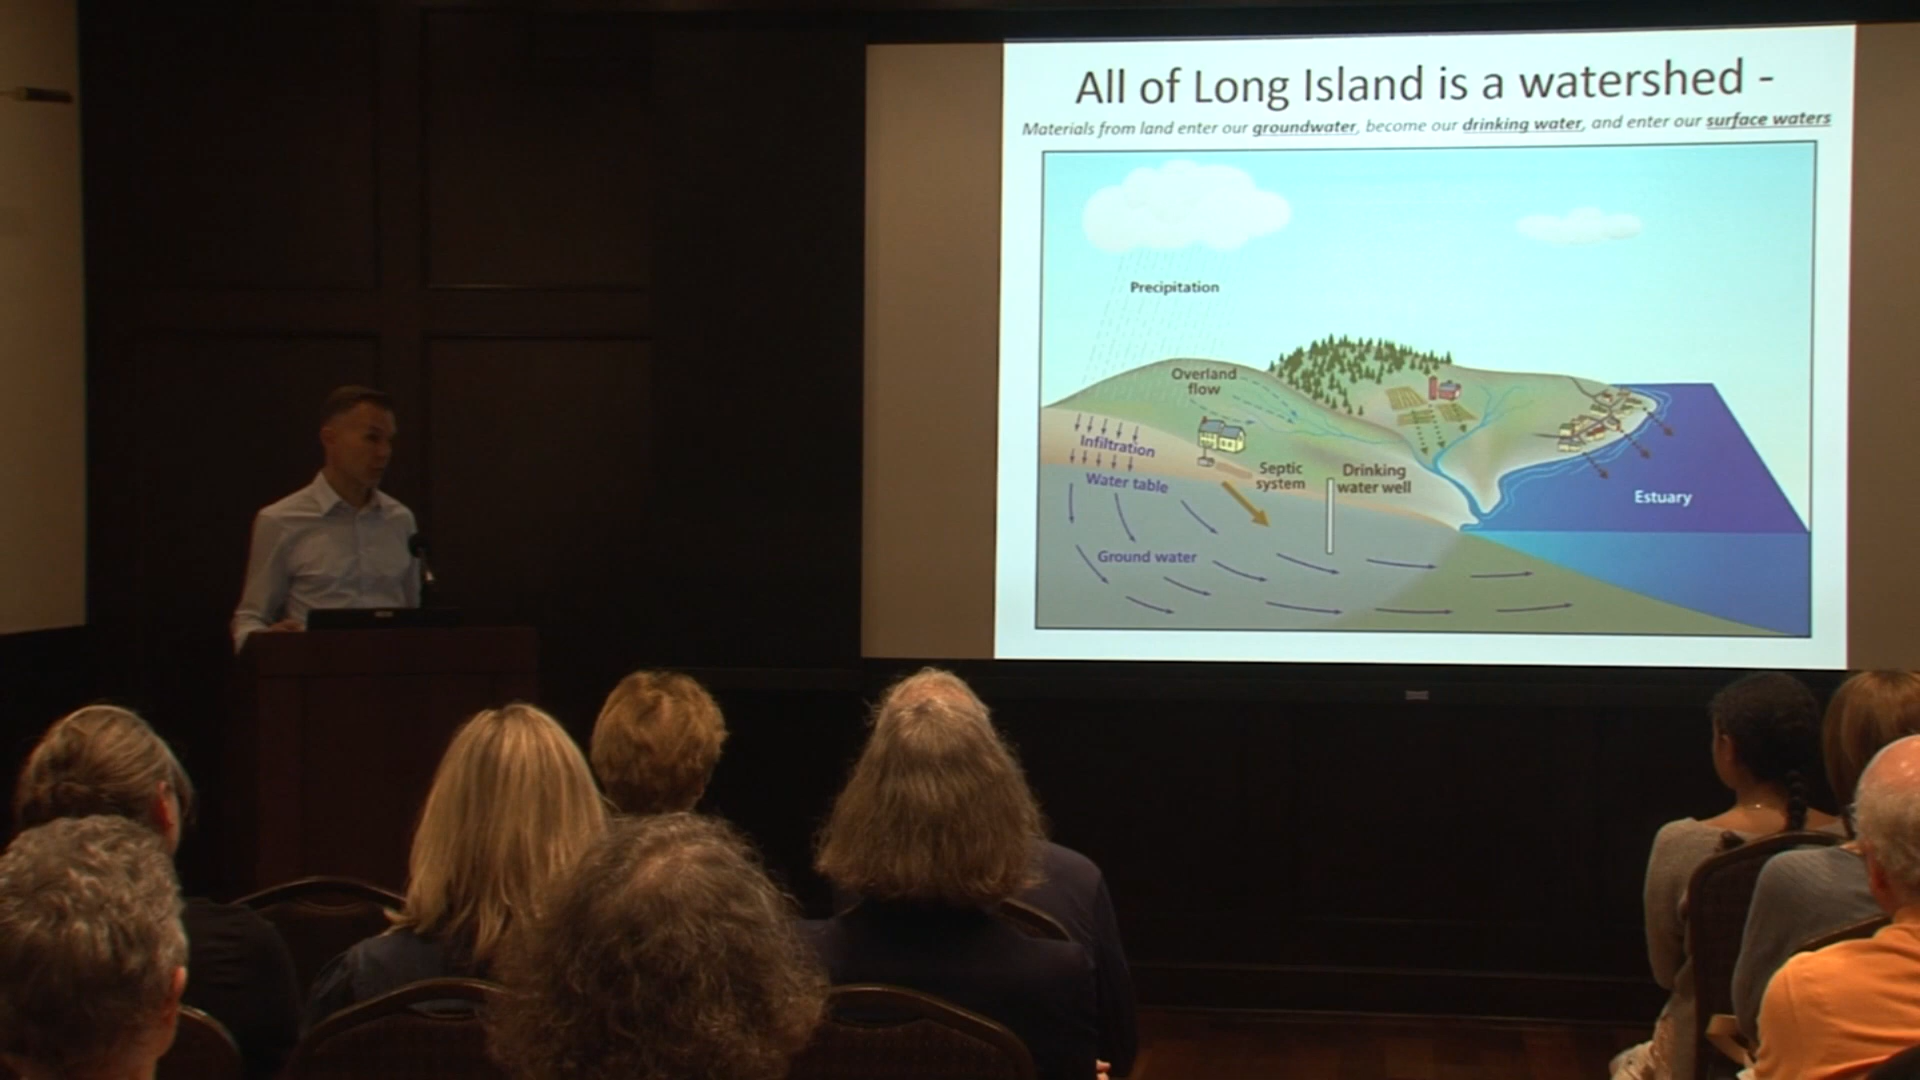 All of Long Island is a watershed -
Materials from land enter our groundwater, become our drinking water, and enter our surface waters
Precipitation
Overland
flow
Infiltration
Septic
system
Drinking
water well
Water table
Estuary
Ground water